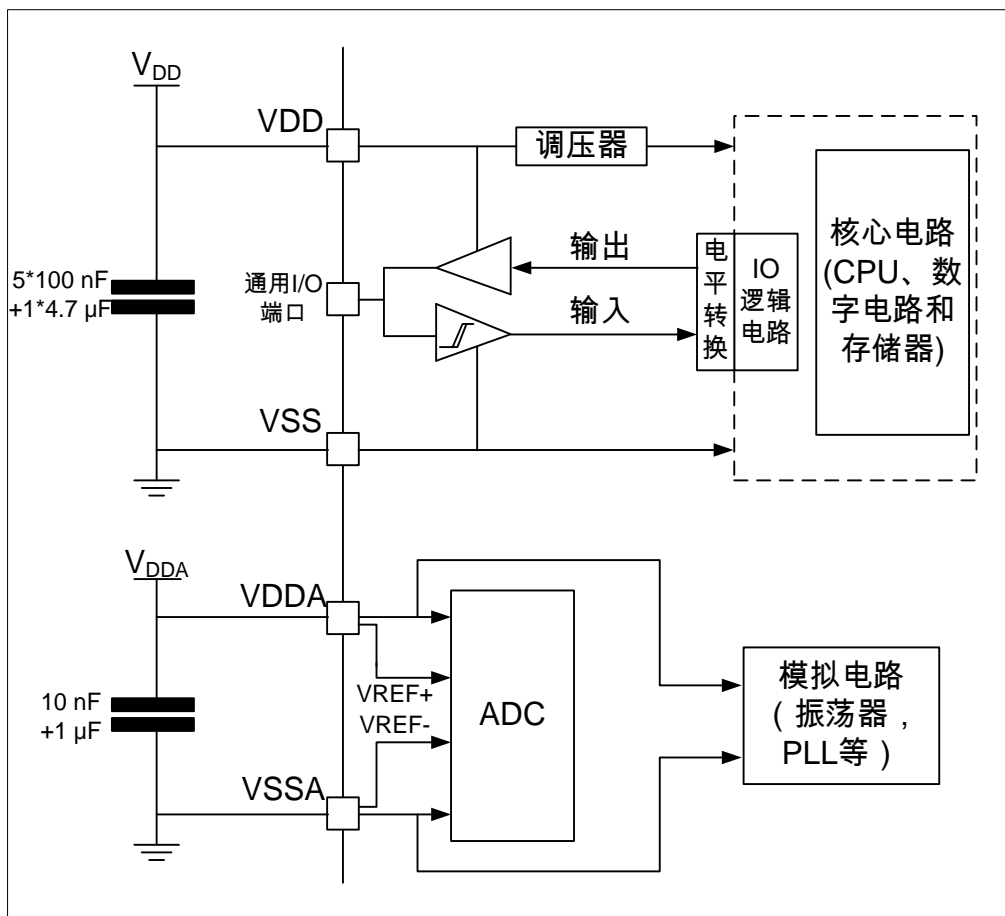 VDD
VDD
调压器
5*100 nF
+1*4.7 µF
通用I/O
端口
输出
输入
电平转换
IO
逻辑
电路
核心电路
(CPU、数
字电路和
存储器)
VSS
VDDA
VDDA
10 nF
+1 µF
VREF+
VREF-
ADC
模拟电路
（振荡器，
PLL等）
VSSA